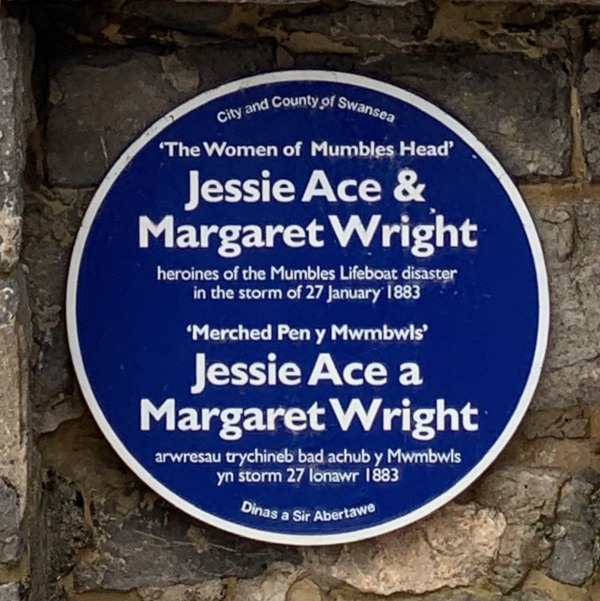 City and County of Swansea
'The Women of Mumbles Head'
Jessie Ace &
Margaret Wright
heroines of the Mumbles Lifeboat disaster
in the storm of 27 January 1883
'Merched Pen y Mwmbwls'
Jessie Ace a
Margaret Wright
arwresau trychineb bad achub y Mwmbwls
yn storm 27 Ionawr 1883
Dinas a Sir Abertawe